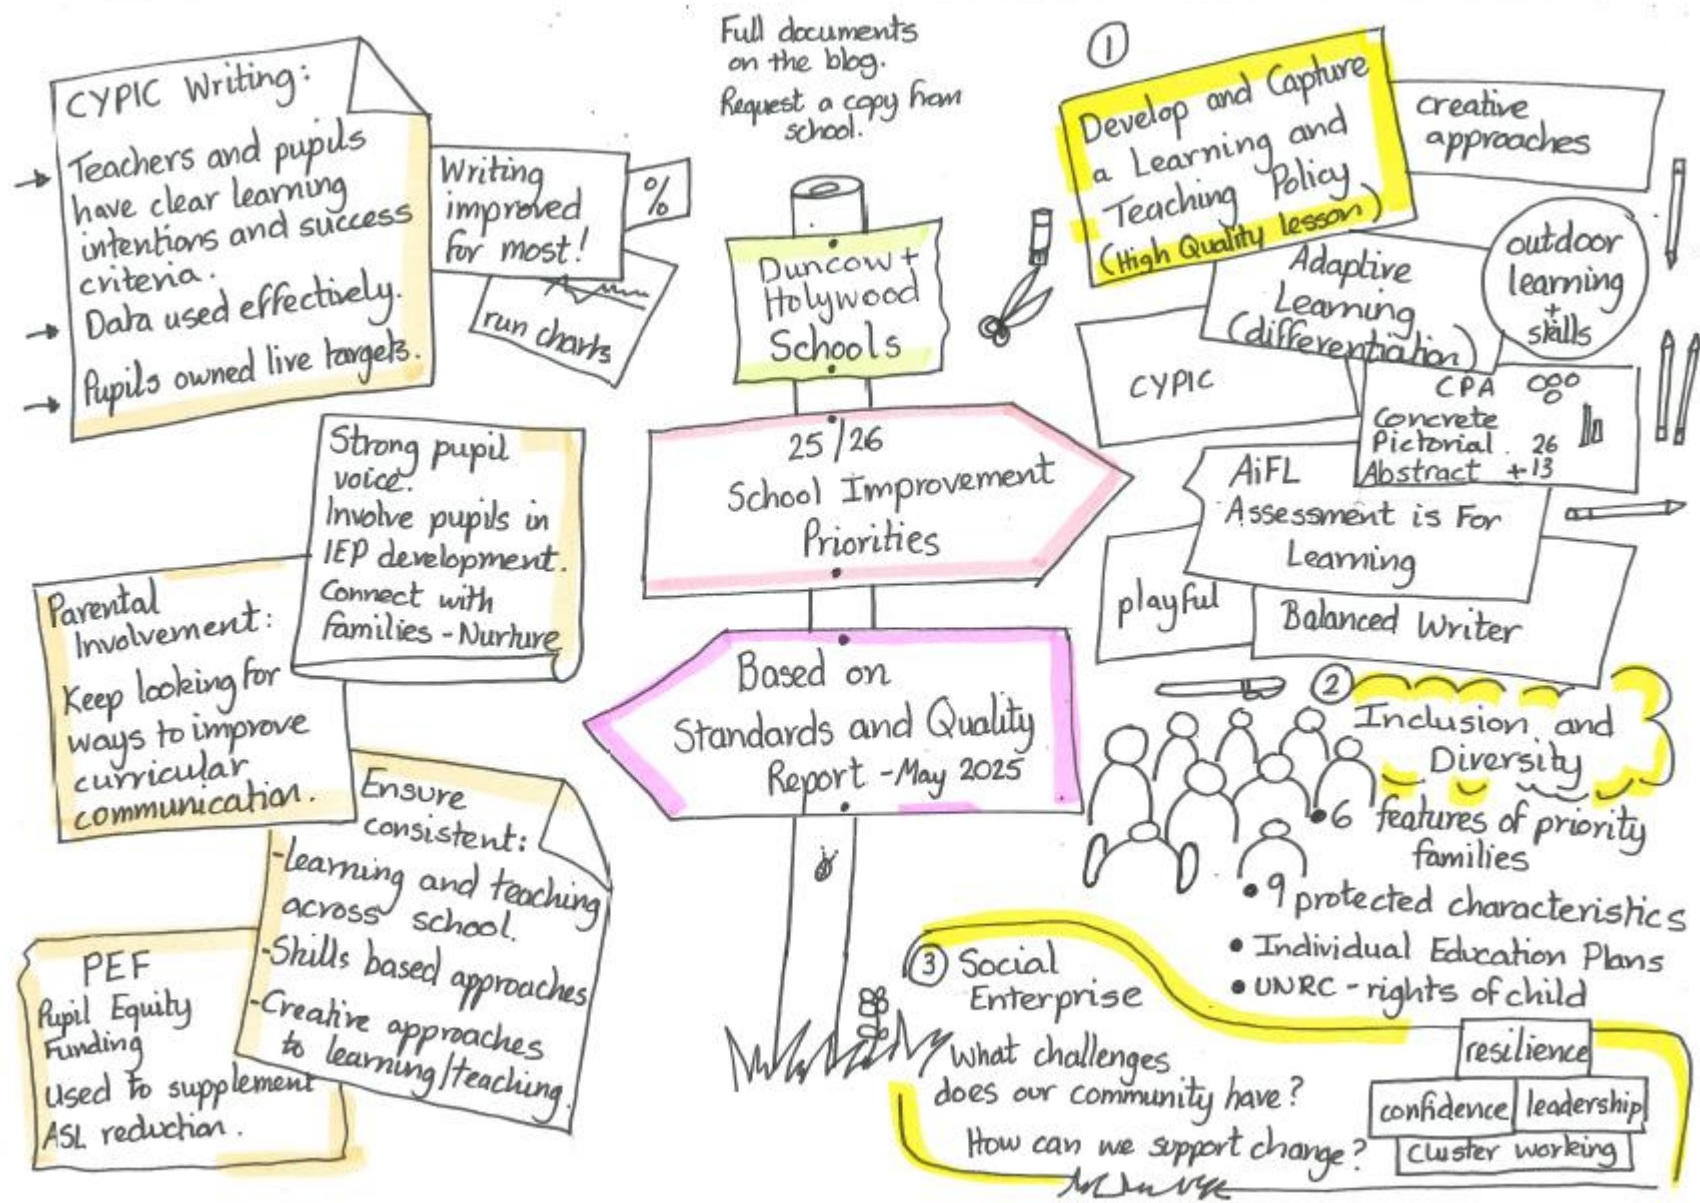 Full documents
on the blog.
Request a copy from
school.
Duncow +
Holywood
Schools
25/26
School Improvement
Priorities
Based on
Standards and Quality
Report - May 2025
CYPIC Writing:
Teachers and pupils
have clear learning
intentions and success
criteria.
Data used effectively.
Pupils owned live targets.
Writing
improved
for most!
%
run charts
Strong pupil
voice.
Involve pupils in
IEP development.
Connect with
families - Nurture
Parental
Involvement:
Keep looking for
ways to improve
curricular
communication.
Ensure
consistent:
- Learning and teaching
across school.
- Skills based approaches
- Creative approaches
to learning/teaching.
PEF
Pupil Equity
Funding
Used to supplement
ASL reduction.
1
Develop and Capture
a Learning and
Teaching Policy
(High Quality lesson)
creative
approaches
Adaptive
Learning
(differentiation)
outdoor
learning
+
skills
CYPIC
CPA
Concrete
Pictorial 26
Abstract +13
AiFL
Assessment is For
Learning
playful
Balanced Writer
2
Inclusion and
Diversity
• 6 features of priority
families
• 9 protected characteristics
• Individual Education Plans
• UNRC - rights of child
3 Social
Enterprise
What challenges
does our community have?
How can we support change?
resilience
confidence leadership
cluster working